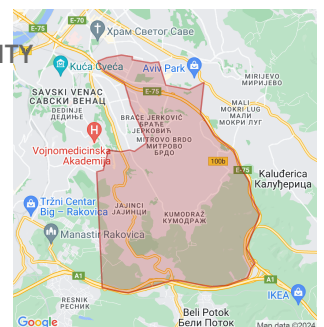 E-70
Храм Светог Саве
ITY
E-75
Kuća Cveća
Aviv Park
MIRIJEVO
МИРИЈЕВО
SAVSKI VENAC
САВСКИ ВЕНАЦ
E-75
DEDINJE
ДЕДИЊЕ
BRAĆE JERKOVIĆ
БРАЋЕ
ЈЕРКОВИЋ
MALI
MOKRI LUG
МАЛИ
МОКРИ ЛУГ
Vojnomedicinska
Akademija
MITROVO BRDO
МИТРОВО
БРДО
100b
E-75
Kaluđerica
Калуђерица
Tržni Centar
Big – Rakovica
JAJINCI
ЈАЈИНЦИ
KUMODRAŽ
КУМОДРАЖ
Manastir Rakovica
A1
A1
IKEA
RESNIK
РЕСНИК
Beli Potok
Бели Поток
Google
Map data ©2024